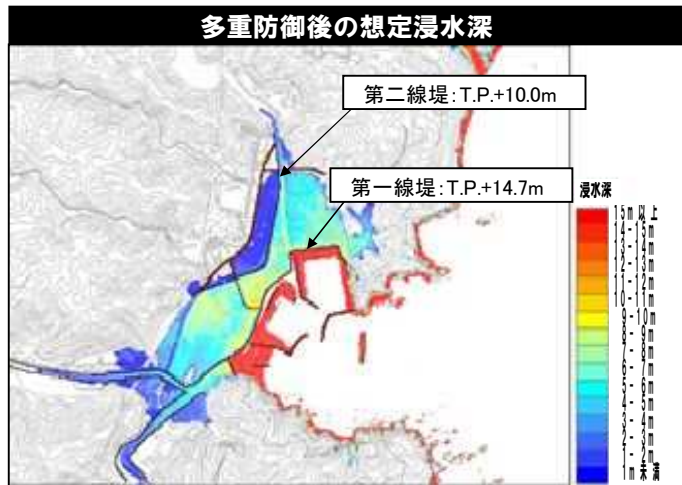 多重防御後の想定浸水深
第二線堤:T.P.+10.0m
第一線堤:T.P.+14.7m
浸水深
15m以上
14-15m
13-14m
12-13m
11-12m
10-11m
9-10m
8-9m
7-8m
6-7m
5-6m
4-5m
3-4m
2-3m
1-2m
1m未満